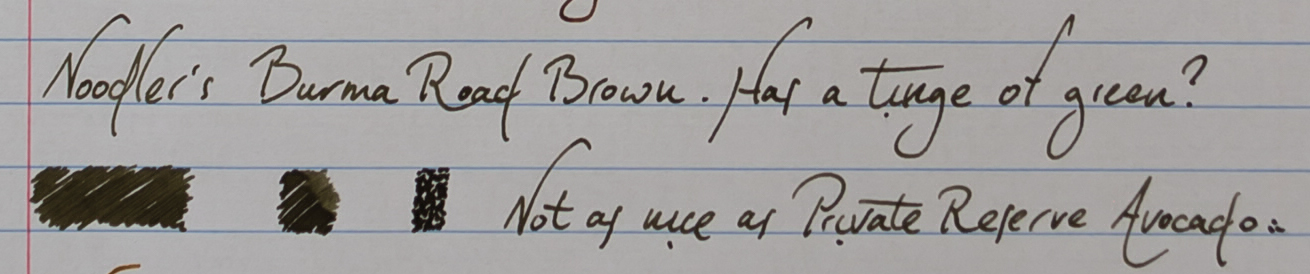 Noodler's Burma Road Brown. Has a tinge of green?
Not as nice as Private Reserve Avocado..